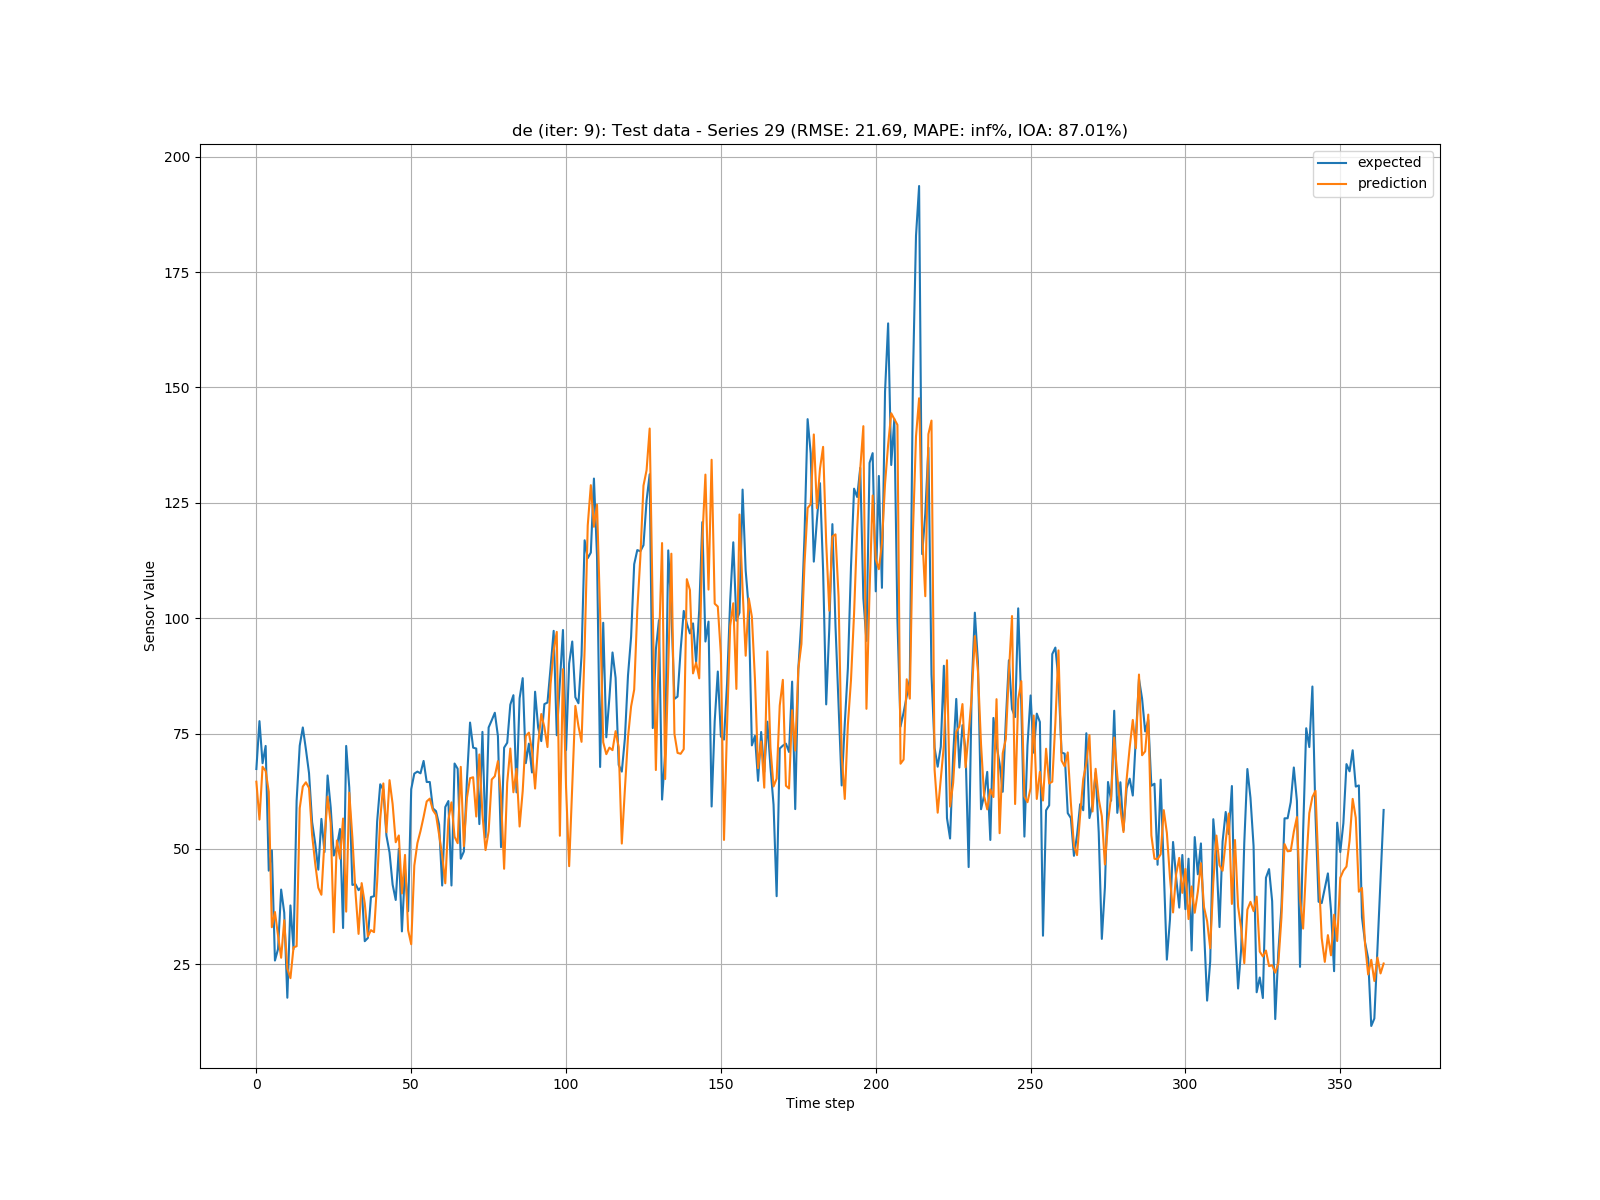 de (iter: 9): Test data - Series 29 (RMSE: 21.69, MAPE: inf%, IOA: 87.01%)
expected
prediction
200
175
150
125
100
75
50
25
Sensor Value
0 50 100 150 200 250 300 350
Time step